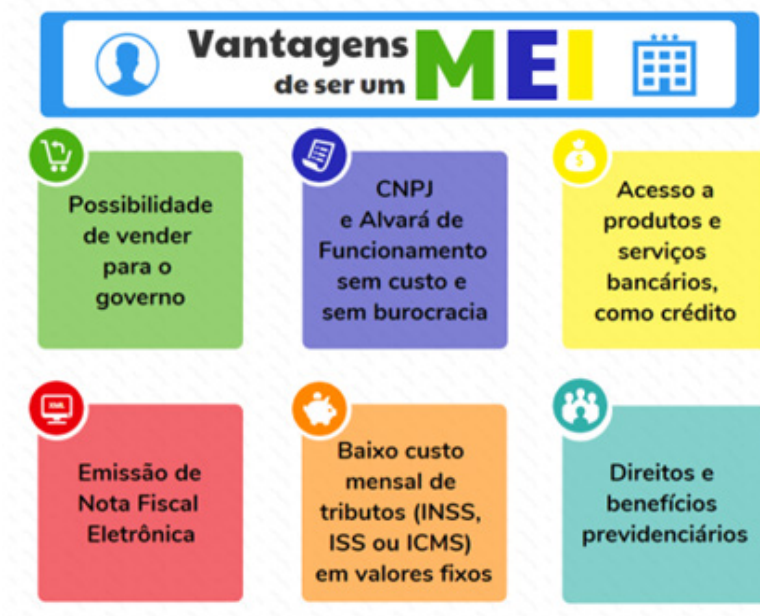 Vantagens
de ser um MEI
Possibilidade
de vender
para o
governo
CNPJ
e Alvará de
Funcionamento
sem custo e
sem burocracia
Acesso a
produtos e
serviços
bancários,
como crédito
Emissão de
Nota Fiscal
Eletrônica
Baixo custo
mensal de
tributos (INSS,
ISS ou ICMS)
em valores fixos
Direitos e
benefícios
previdenciários